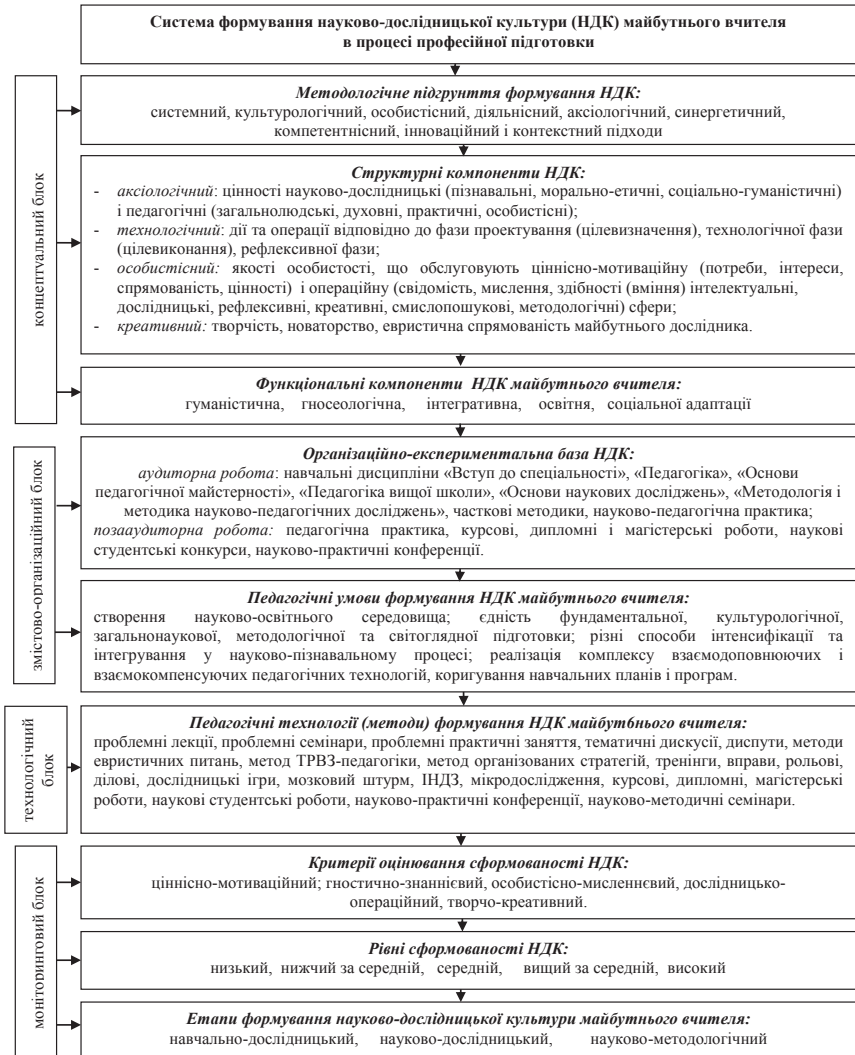 Система формування науково-дослідницької культури (НДК) майбутнього вчителя
в процесі професійної підготовки
концептуальний блок
Методологічне підґрунття формування НДК:
системний, культурологічний, особистісний, діяльнісний, аксіологічний, синергетичний,
компетентнісний, інноваційний і контекстний підходи
Структурні компоненти НДК:
- аксіологічний: цінності науково-дослідницькі (пізнавальні, морально-етичні, соціально-гуманістичні)
і педагогічні (загальнолюдські, духовні, практичні, особистісні);
- технологічний: дії та операції відповідно до фази проектування (цілевизначення), технологічної фази
(цілевиконання), рефлексивної фази;
- особистісний: якості особистості, що обслуговують ціннісно-мотиваційну (потреби, інтереси,
спрямованість, цінності) і операційну (свідомість, мислення, здібності (вміння) інтелектуальні,
дослідницькі, рефлексивні, креативні, смислопошукові, методологічні) сфери;
- креативний: творчість, новаторство, евристична спрямованість майбутнього дослідника.
Функціональні компоненти НДК майбутнього вчителя:
гуманістична, гносеологічна, інтегративна, освітня, соціальної адаптації
змістово-організаційний блок
Організаційно-експериментальна база НДК:
аудиторна робота: навчальні дисципліни «Вступ до спеціальності», «Педагогіка», «Основи
педагогічної майстерності», «Педагогіка вищої школи», «Основи наукових досліджень», «Методологія і
методика науково-педагогічних досліджень», часткові методики, науково-педагогічна практика;
позааудиторна робота: педагогічна практика, курсові, дипломні і магістерські роботи, наукові
студентські конкурси, науково-практичні конференції.
Педагогічні умови формування НДК майбутнього вчителя:
створення науково-освітнього середовища; єдність фундаментальної, культурологічної,
загальнонаукової, методологічної та світоглядної підготовки; різні способи інтенсифікації та
інтегрування у науково-пізнавальному процесі; реалізація комплексу взаємодоповнюючих і
взаємокомпенсуючих педагогічних технологій, коригування навчальних планів і програм.
технологічний
блок
Педагогічні технології (методи) формування НДК майбут6нього вчителя:
проблемні лекції, проблемні семінари, проблемні практичні заняття, тематичні дискусії, диспути, методи
евристичних питань, метод ТРВЗ-педагогіки, метод організованих стратегій, тренінги, вправи, рольові,
ділові, дослідницькі ігри, мозковий штурм, ІНДЗ, мікродослідження, курсові, дипломні, магістерські
роботи, наукові студентські роботи, науково-практичні конференції, науково-методичні семінари.
моніторинговий блок
Критерії оцінювання сформованості НДК:
ціннісно-мотиваційний; гностично-знаннієвий, особистісно-мисленнєвий, дослідницько-
операційний, творчо-креативний.
Рівні сформованості НДК:
низький, нижчий за середній, середній, вищий за середній, високий
Етапи формування науково-дослідницької культури майбутнього вчителя:
навчально-дослідницький, науково-дослідницький, науково-методологічний